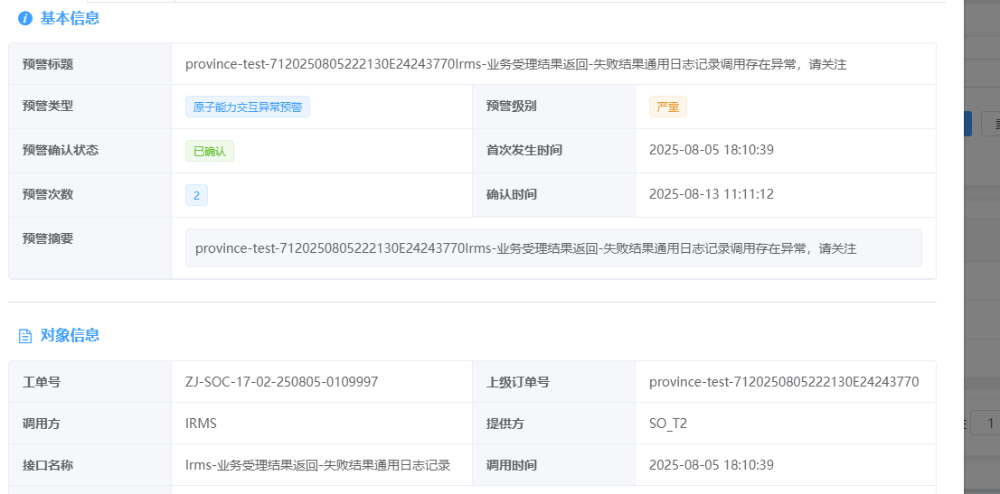 基本信息
预警标题 province-test-7120250805222130E24243770Irms-业务受理结果返回-失败结果通用日志记录调用存在异常，请关注
预警类型 原子能力交互异常预警 预警级别 严重
预警确认状态 已确认 首次发生时间 2025-08-05 18:10:39
预警次数 2 确认时间 2025-08-13 11:11:12
预警摘要 province-test-7120250805222130E24243770Irms-业务受理结果返回-失败结果通用日志记录调用存在异常，请关注
对象信息
工单号 ZJ-SOC-17-02-250805-0109997 上级订单号 province-test-7120250805222130E24243770
调用方 IRMS 提供方 SO_T2
1
接口名称 Irms-业务受理结果返回-失败结果通用日志记录 调用时间 2025-08-05 18:10:39